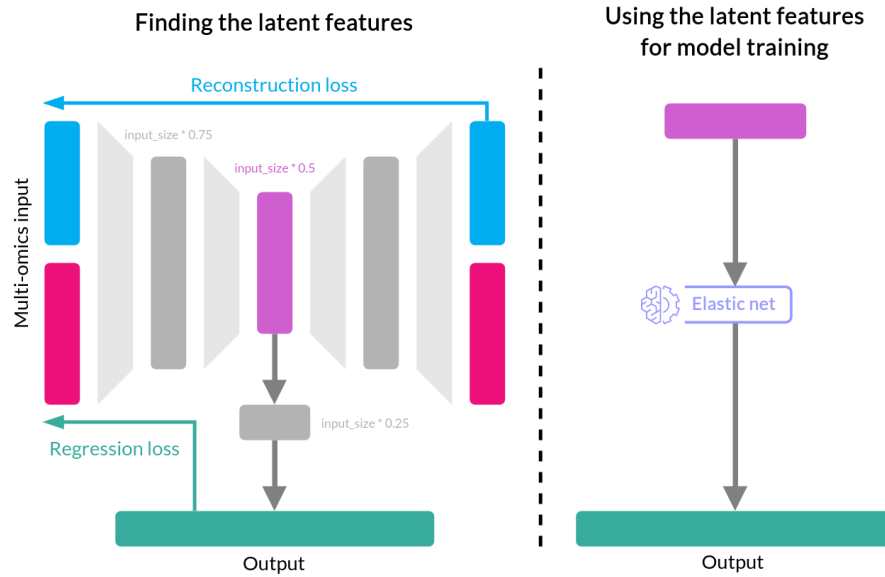 Finding the latent features
Using the latent features
for model training
Reconstruction loss
input_size * 0.75
input_size * 0.5
Multi-omics input
Elastic net
input_size * 0.25
Regression loss
Output
Output